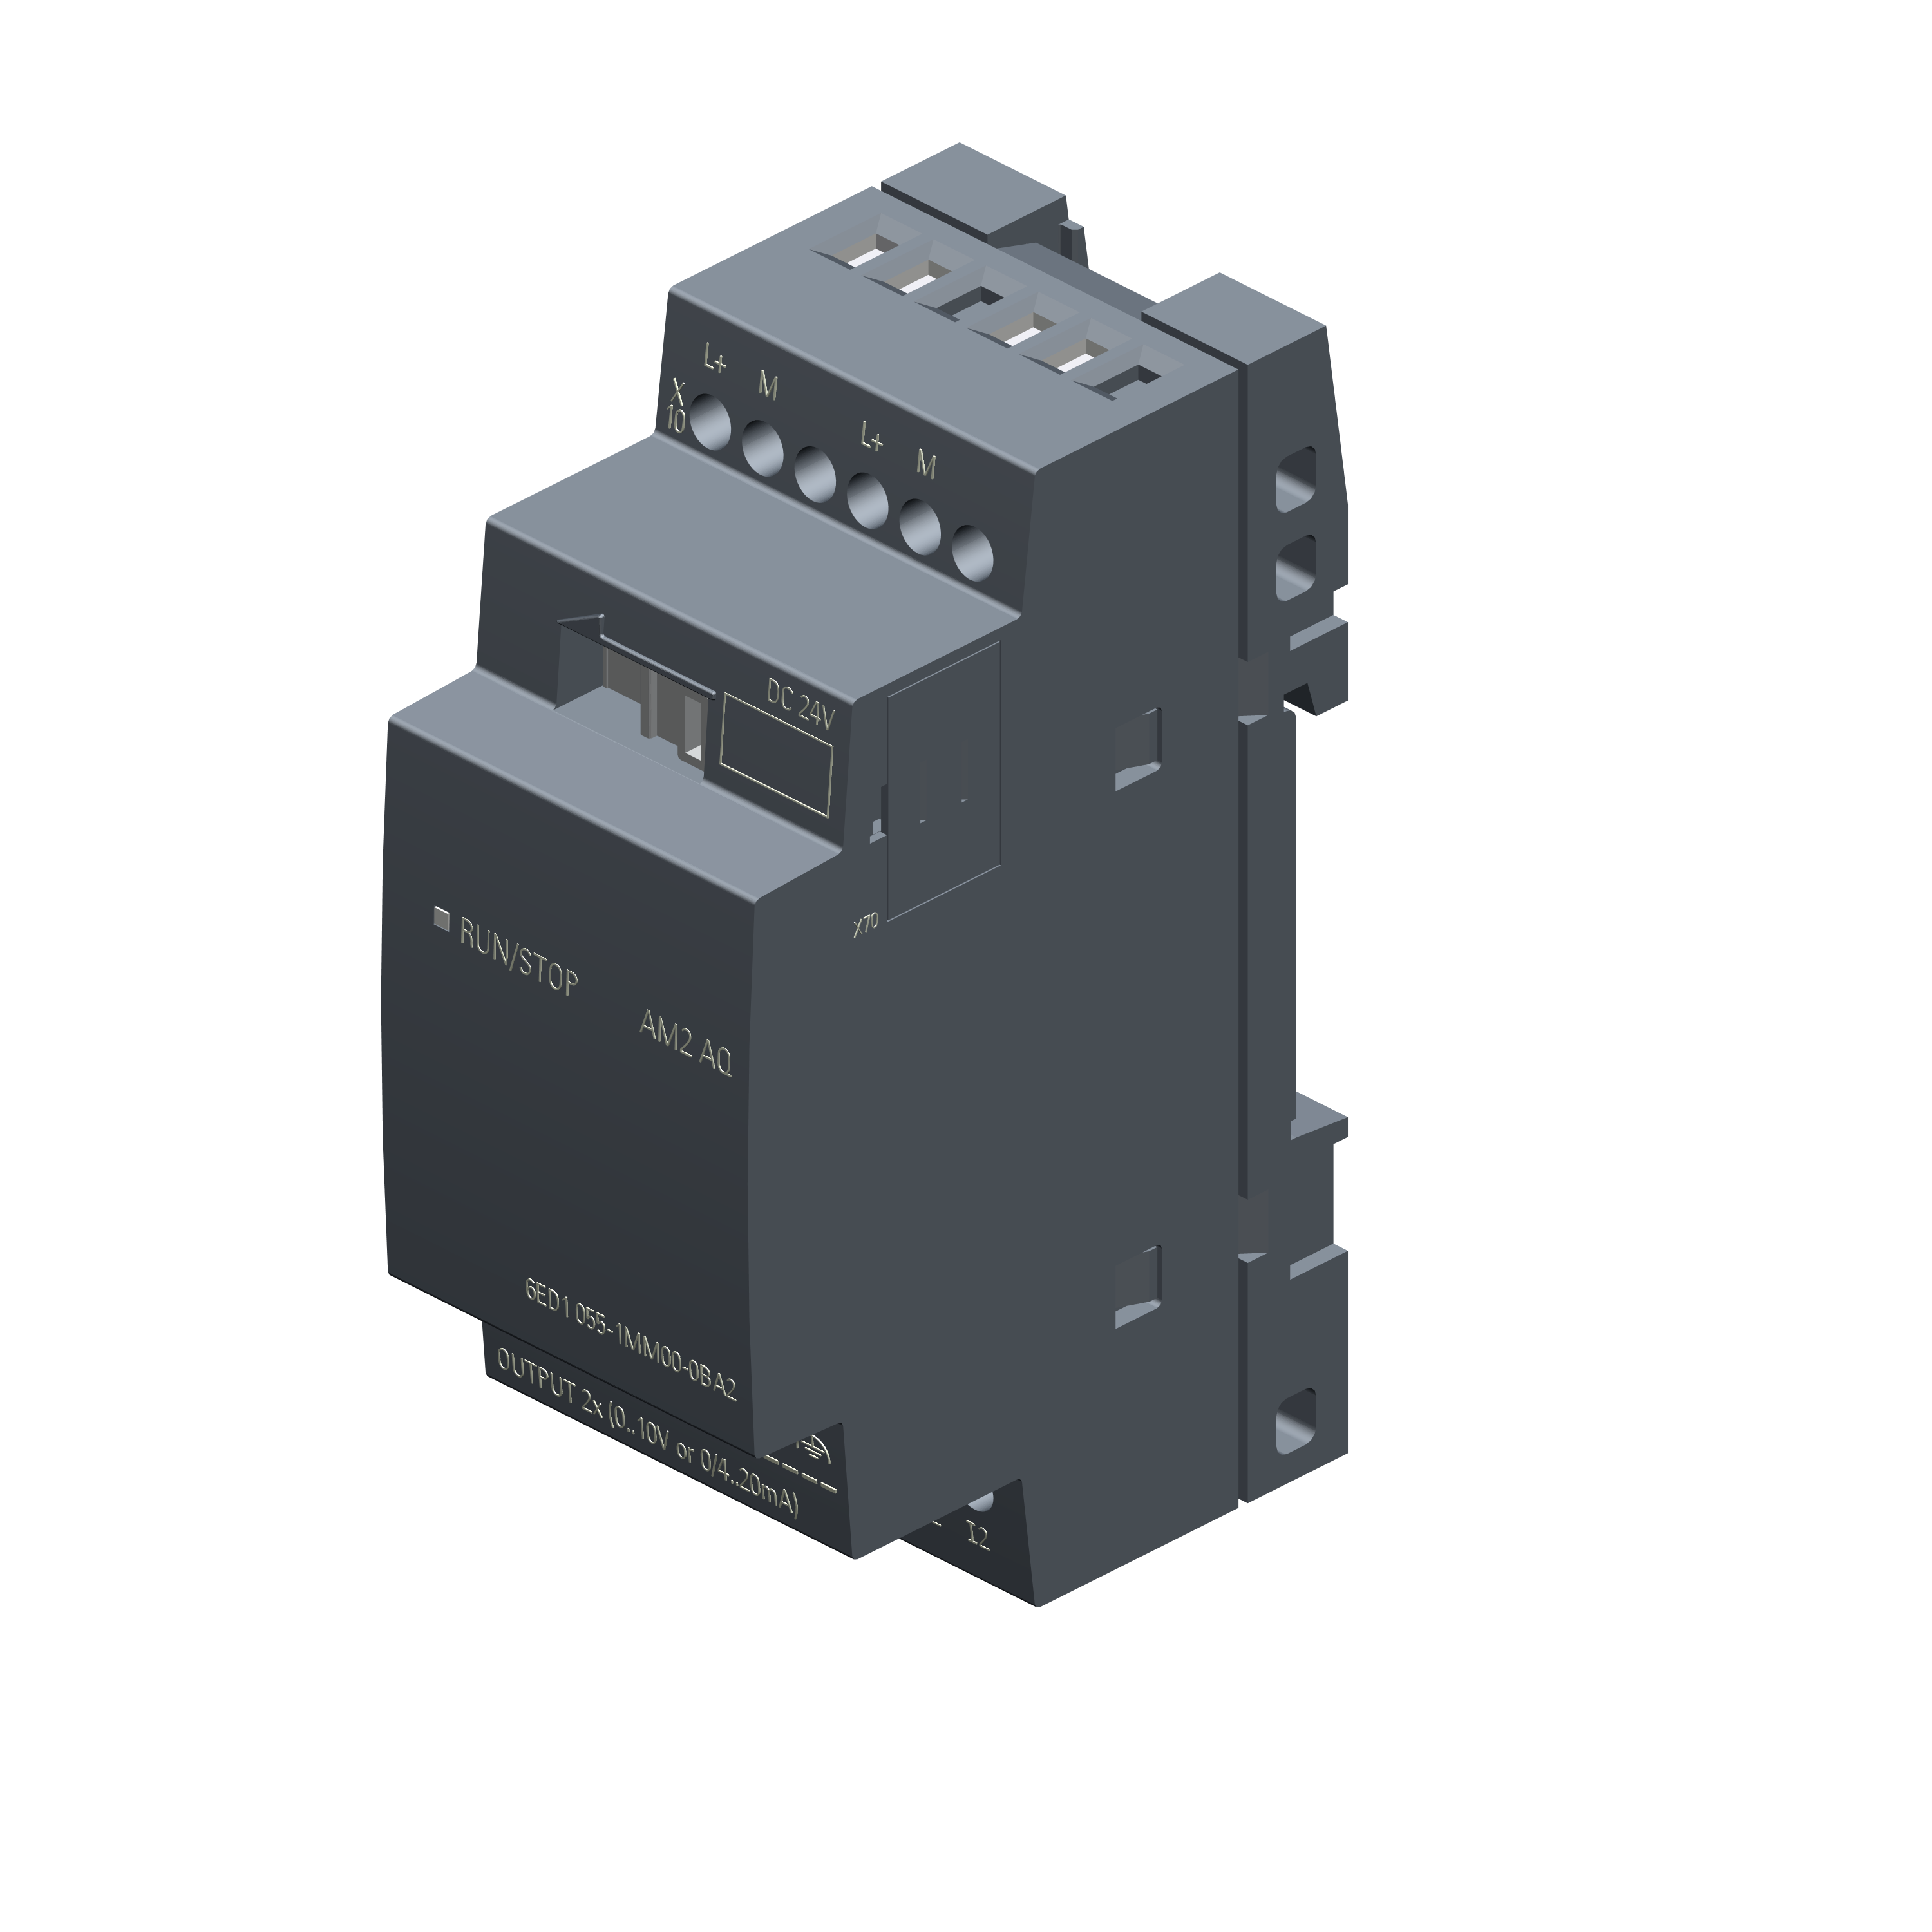 L+ M L+ M
X
10
DC 24V
X70
RUN/STOP
AM2 AQ
6ED1 055-1MM00-0BA2
OUTPUT 2x (0..10V or 0/4..20mA)
I2